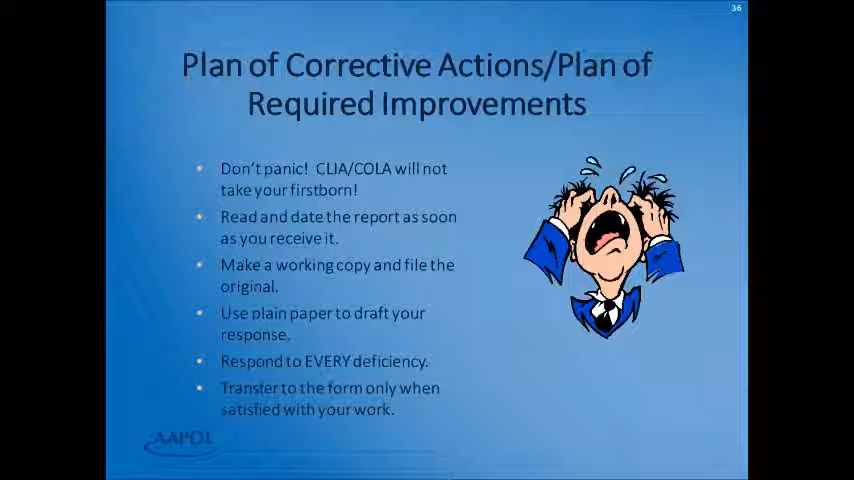 36
Plan of Corrective Actions/Plan of
Required Improvements
• Don't panic! CLIA/COLA will not
take your firstborn!
• Read and date the report as soon
as you receive it.
• Make a working copy and file the
original.
• Use plain paper to draft your
response.
• Respond to EVERY deficiency.
• Transfer to the form only when
satisfied with your work.
AAPOL